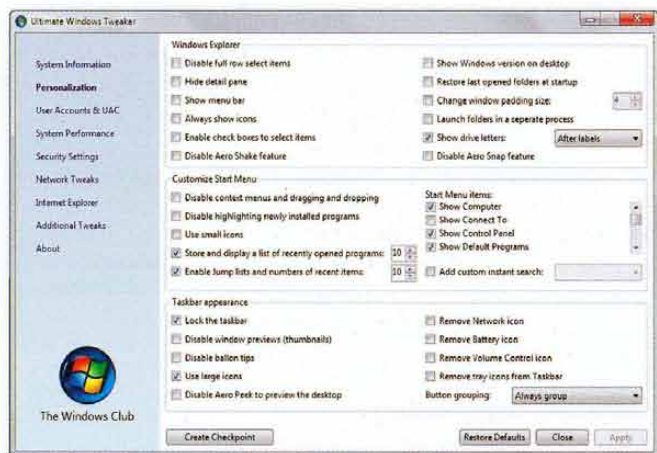 Ultimate Windows Tweaker
System Information
Personalization
User Accounts & UAC
System Performance
Security Settings
Network Tweaks
Internet Explorer
Additional Tweaks
About
The Windows Club
Windows Explorer
Disable full row select items
Hide detail pane
Show menu bar
Always show icons
Enable check boxes to select items
Disable Aero Shake feature
Show Windows version on desktop
Restore last opened folders at startup
Change window padding size: 4
Launch folders in a seperate process
Show drive letters: After labels
Disable Aero Snap feature
Customize Start Menu
Disable context menus and dragging and dropping
Disable highlighting newly installed programs
Use small icons
Store and display a list of recently opened programs: 10
Enable Jump lists and numbers of recent items: 10
Start Menu items:
Show Computer
Show Connect To
Show Control Panel
Show Default Programs
Add custom instant search:
Taskbar appearance
Lock the taskbar
Disable window previews (thumbnails)
Disable ballon tips
Use large icons
Disable Aero Peek to preview the desktop
Remove Network icon
Remove Battery icon
Remove Volume Control icon
Remove tray icons from Taskbar
Button grouping: Always group
Create Checkpoint
Restore Defaults
Close
Apply